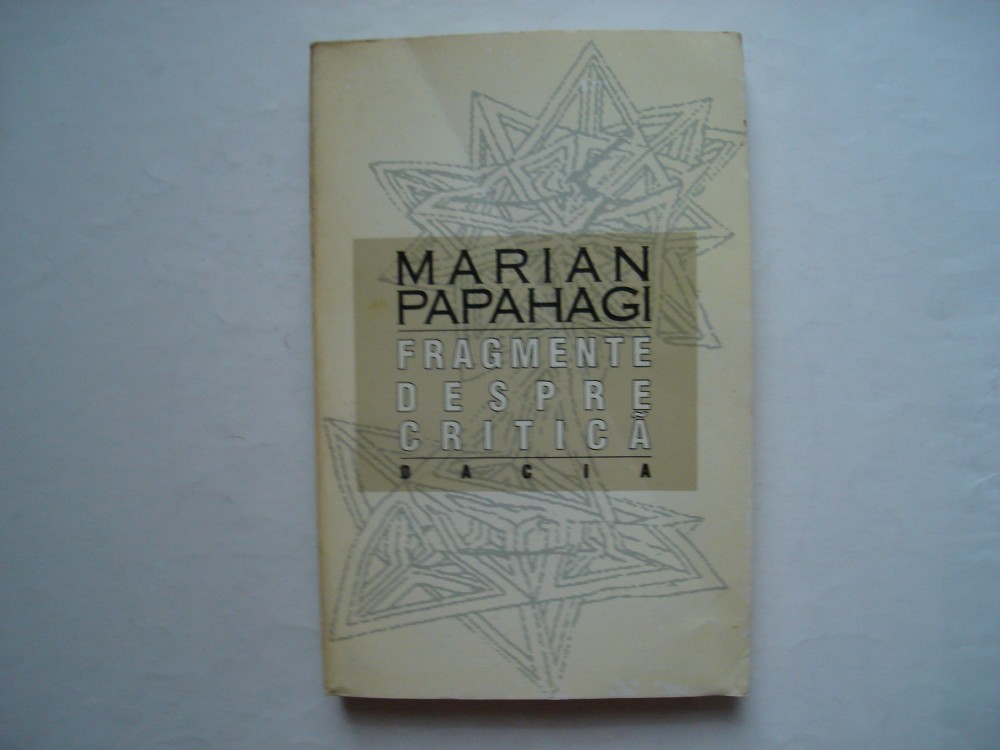 MARIAN
PAPAHAGI
FRAGMENTE
DESPRE
CRITICĂ
DACIA